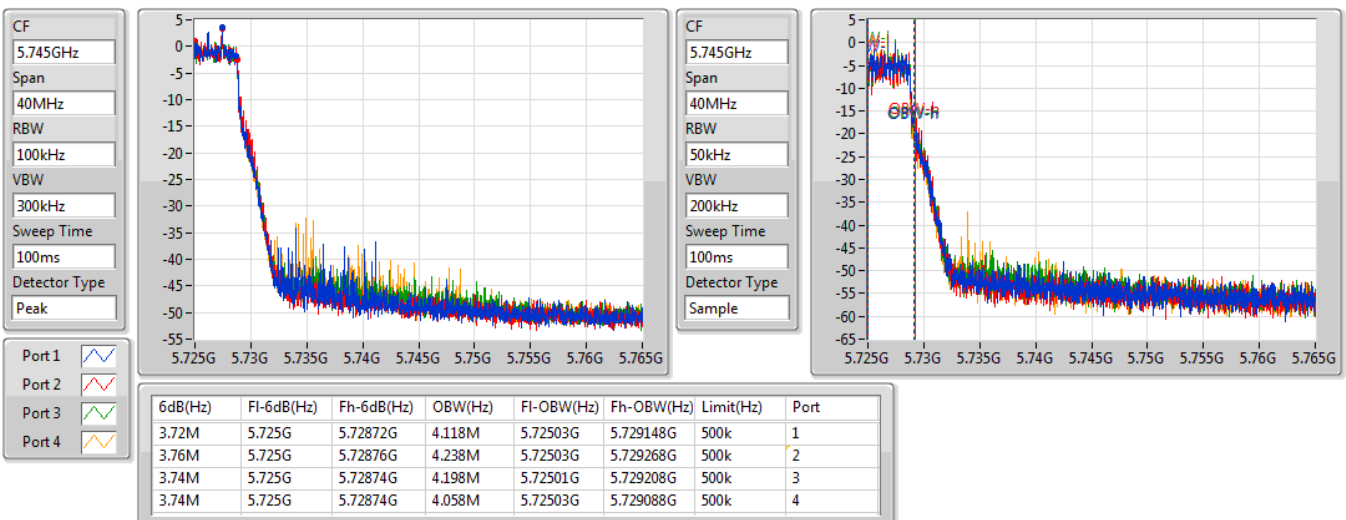 CF
5.745GHz
Span
40MHz
RBW
100kHz
VBW
300kHz
Sweep Time
100ms
Detector Type
Peak
Port 1
Port 2
Port 3
Port 4
5
0
-5
-10
-15
-20
-25
-30
-35
-40
-45
-50
-55
5.725G 5.73G 5.735G 5.74G 5.745G 5.75G 5.755G 5.76G 5.765G
CF
5.745GHz
Span
40MHz
RBW
50kHz
VBW
200kHz
Sweep Time
100ms
Detector Type
Sample
5
0
-5
-10
-15
-20
-25
-30
-35
-40
-45
-50
-55
-60
-65
OBW-h
5.725G 5.73G 5.735G 5.74G 5.745G 5.75G 5.755G 5.76G 5.765G
6dB(Hz) Fl-6dB(Hz) Fh-6dB(Hz) OBW(Hz) Fl-OBW(Hz) Fh-OBW(Hz) Limit(Hz) Port
3.72M 5.725G 5.72872G 4.118M 5.72503G 5.729148G 500k 1
3.76M 5.725G 5.72876G 4.238M 5.72503G 5.729268G 500k 2
3.74M 5.725G 5.72874G 4.198M 5.72501G 5.729208G 500k 3
3.74M 5.725G 5.72874G 4.058M 5.72503G 5.729088G 500k 4